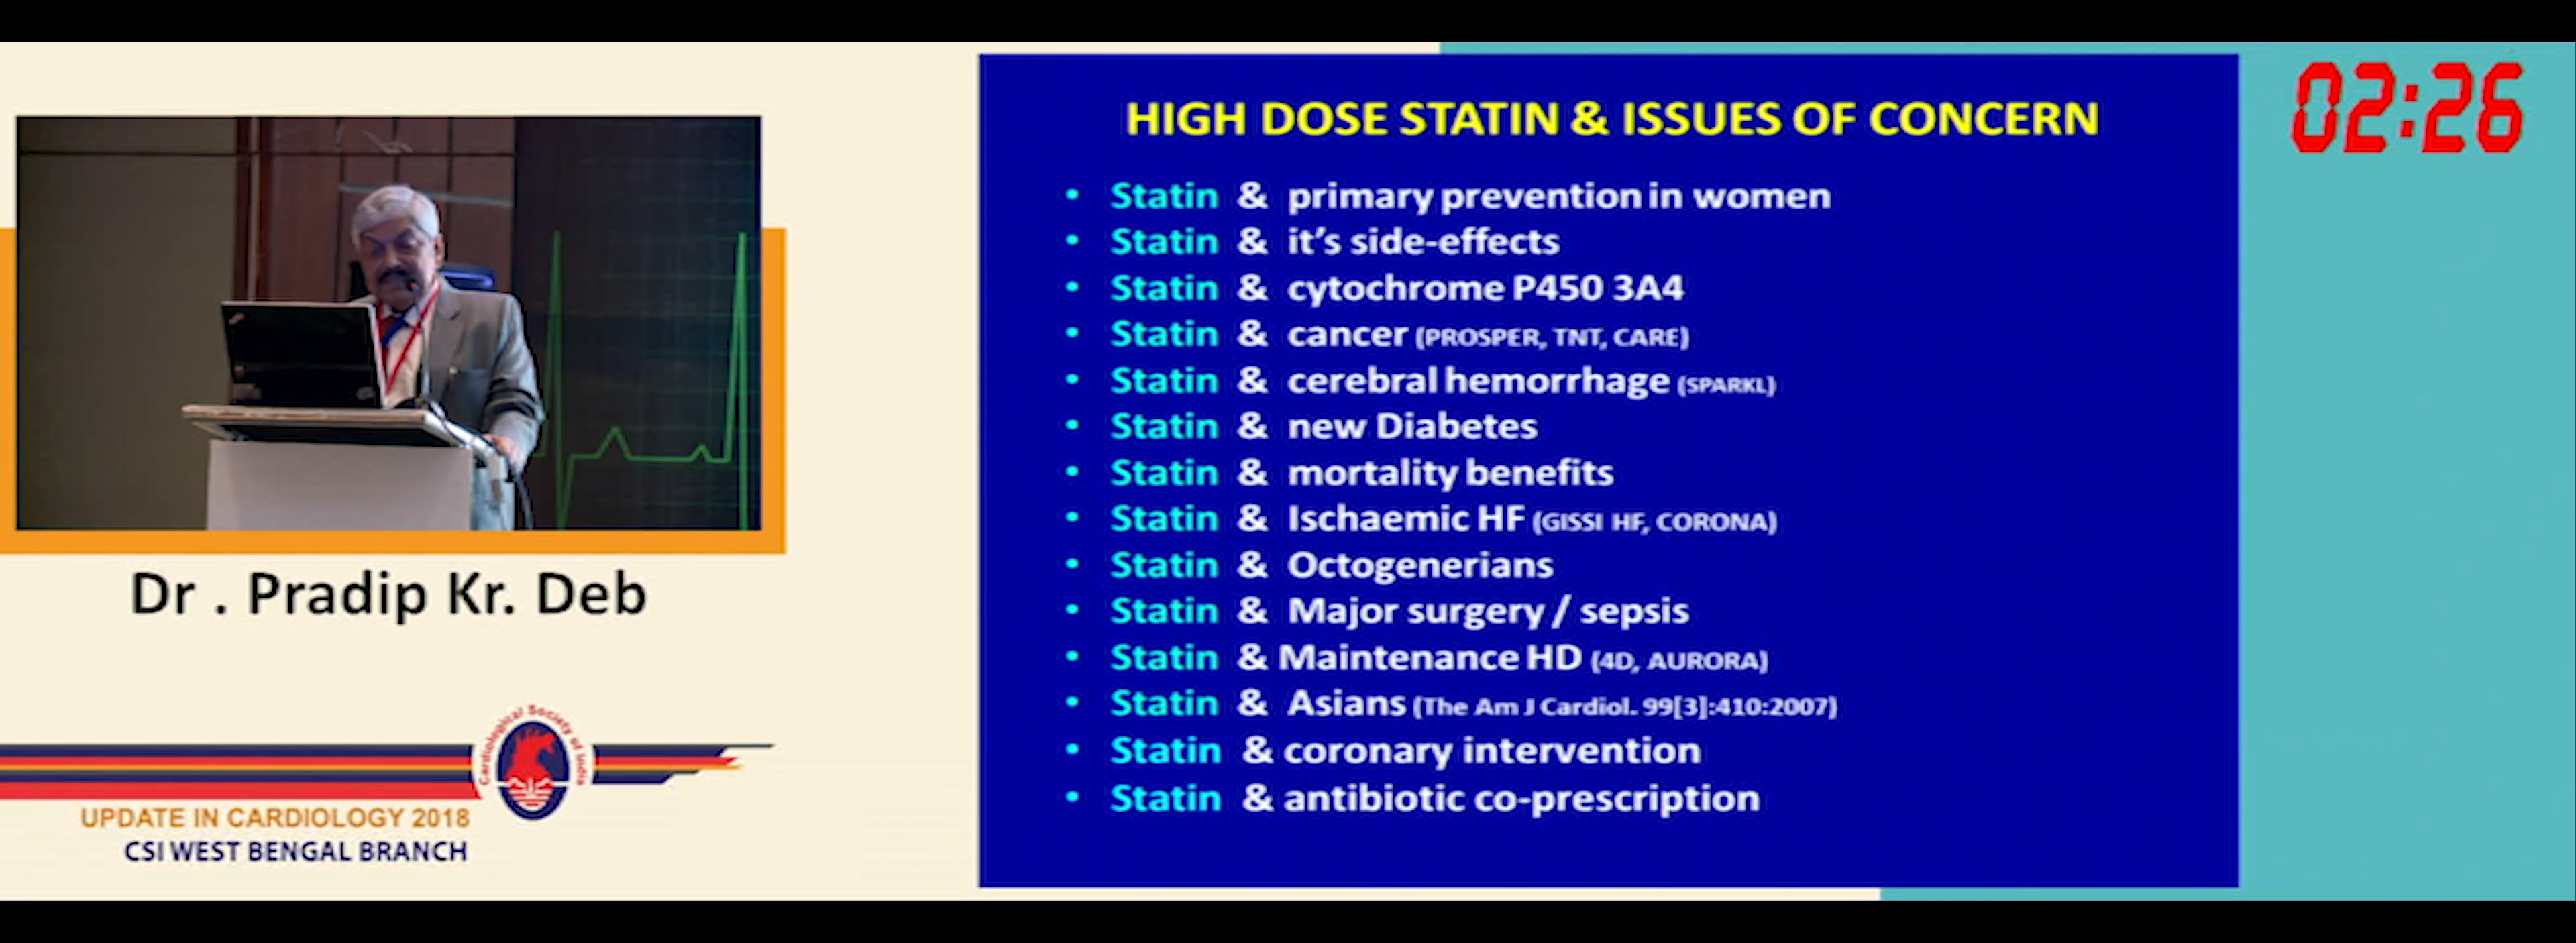 HIGH DOSE STATIN & ISSUES OF CONCERN
• Statin & primary prevention in women
• Statin & it's side-effects
• Statin & cytochrome P450 3A4
• Statin & cancer (PROSPER, TNT, CARE)
• Statin & cerebral hemorrhage (SPARKL)
• Statin & new Diabetes
• Statin & mortality benefits
• Statin & Ischaemic HF (GISSI HF, CORONA)
• Statin & Octogenerians
• Statin & Major surgery / sepsis
• Statin & Maintenance HD (4D, AURORA)
• Statin & Asians (The Am J Cardiol. 99[3]:410:2007)
• Statin & coronary intervention
• Statin & antibiotic co-prescription
02:26
Dr . Pradip Kr. Deb
Cardiological Society of India
UPDATE IN CARDIOLOGY 2018
CSI WEST BENGAL BRANCH